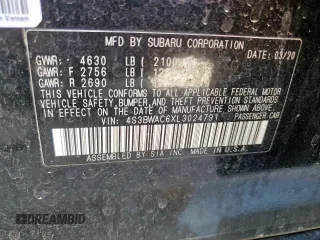 Vietnam
MFD BY SUBARU CORPORATION 03/20
GVWR: 4630 LB ( 2100
GAWR: F 2756 LB (
GAWR: R 2690 LB (
THIS VEHICLE CONFORMS TO ALL APPLICABLE FEDERAL MOTOR
VEHICLE SAFETY, BUMPER, AND THEFT PREVENTION STANDARDS
IN EFFECT ON THE DATE OF MANUFACTURE SHOWN ABOVE.
VIN: 4S3BWAC6XL3024791 PASSENGER CAR
ASSEMBLED BY SIA INC. MADE IN U.S.A.
DREAMBID